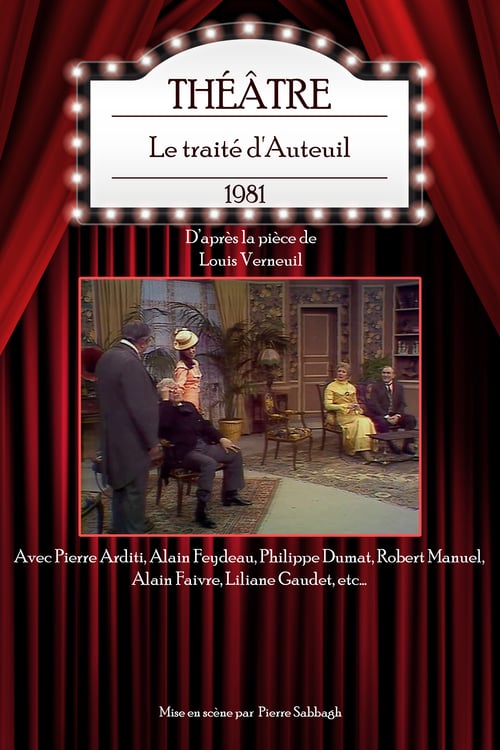 THÉÂTRE
Le traité d'Auteuil
1981
D'après la pièce de
Louis Verneuil
Avec Pierre Arditi, Alain Feydeau, Philippe Dumat, Robert Manuel,
Alain Faivre, Liliane Gaudet, etc...
Mise en scène par Pierre Sabbagh